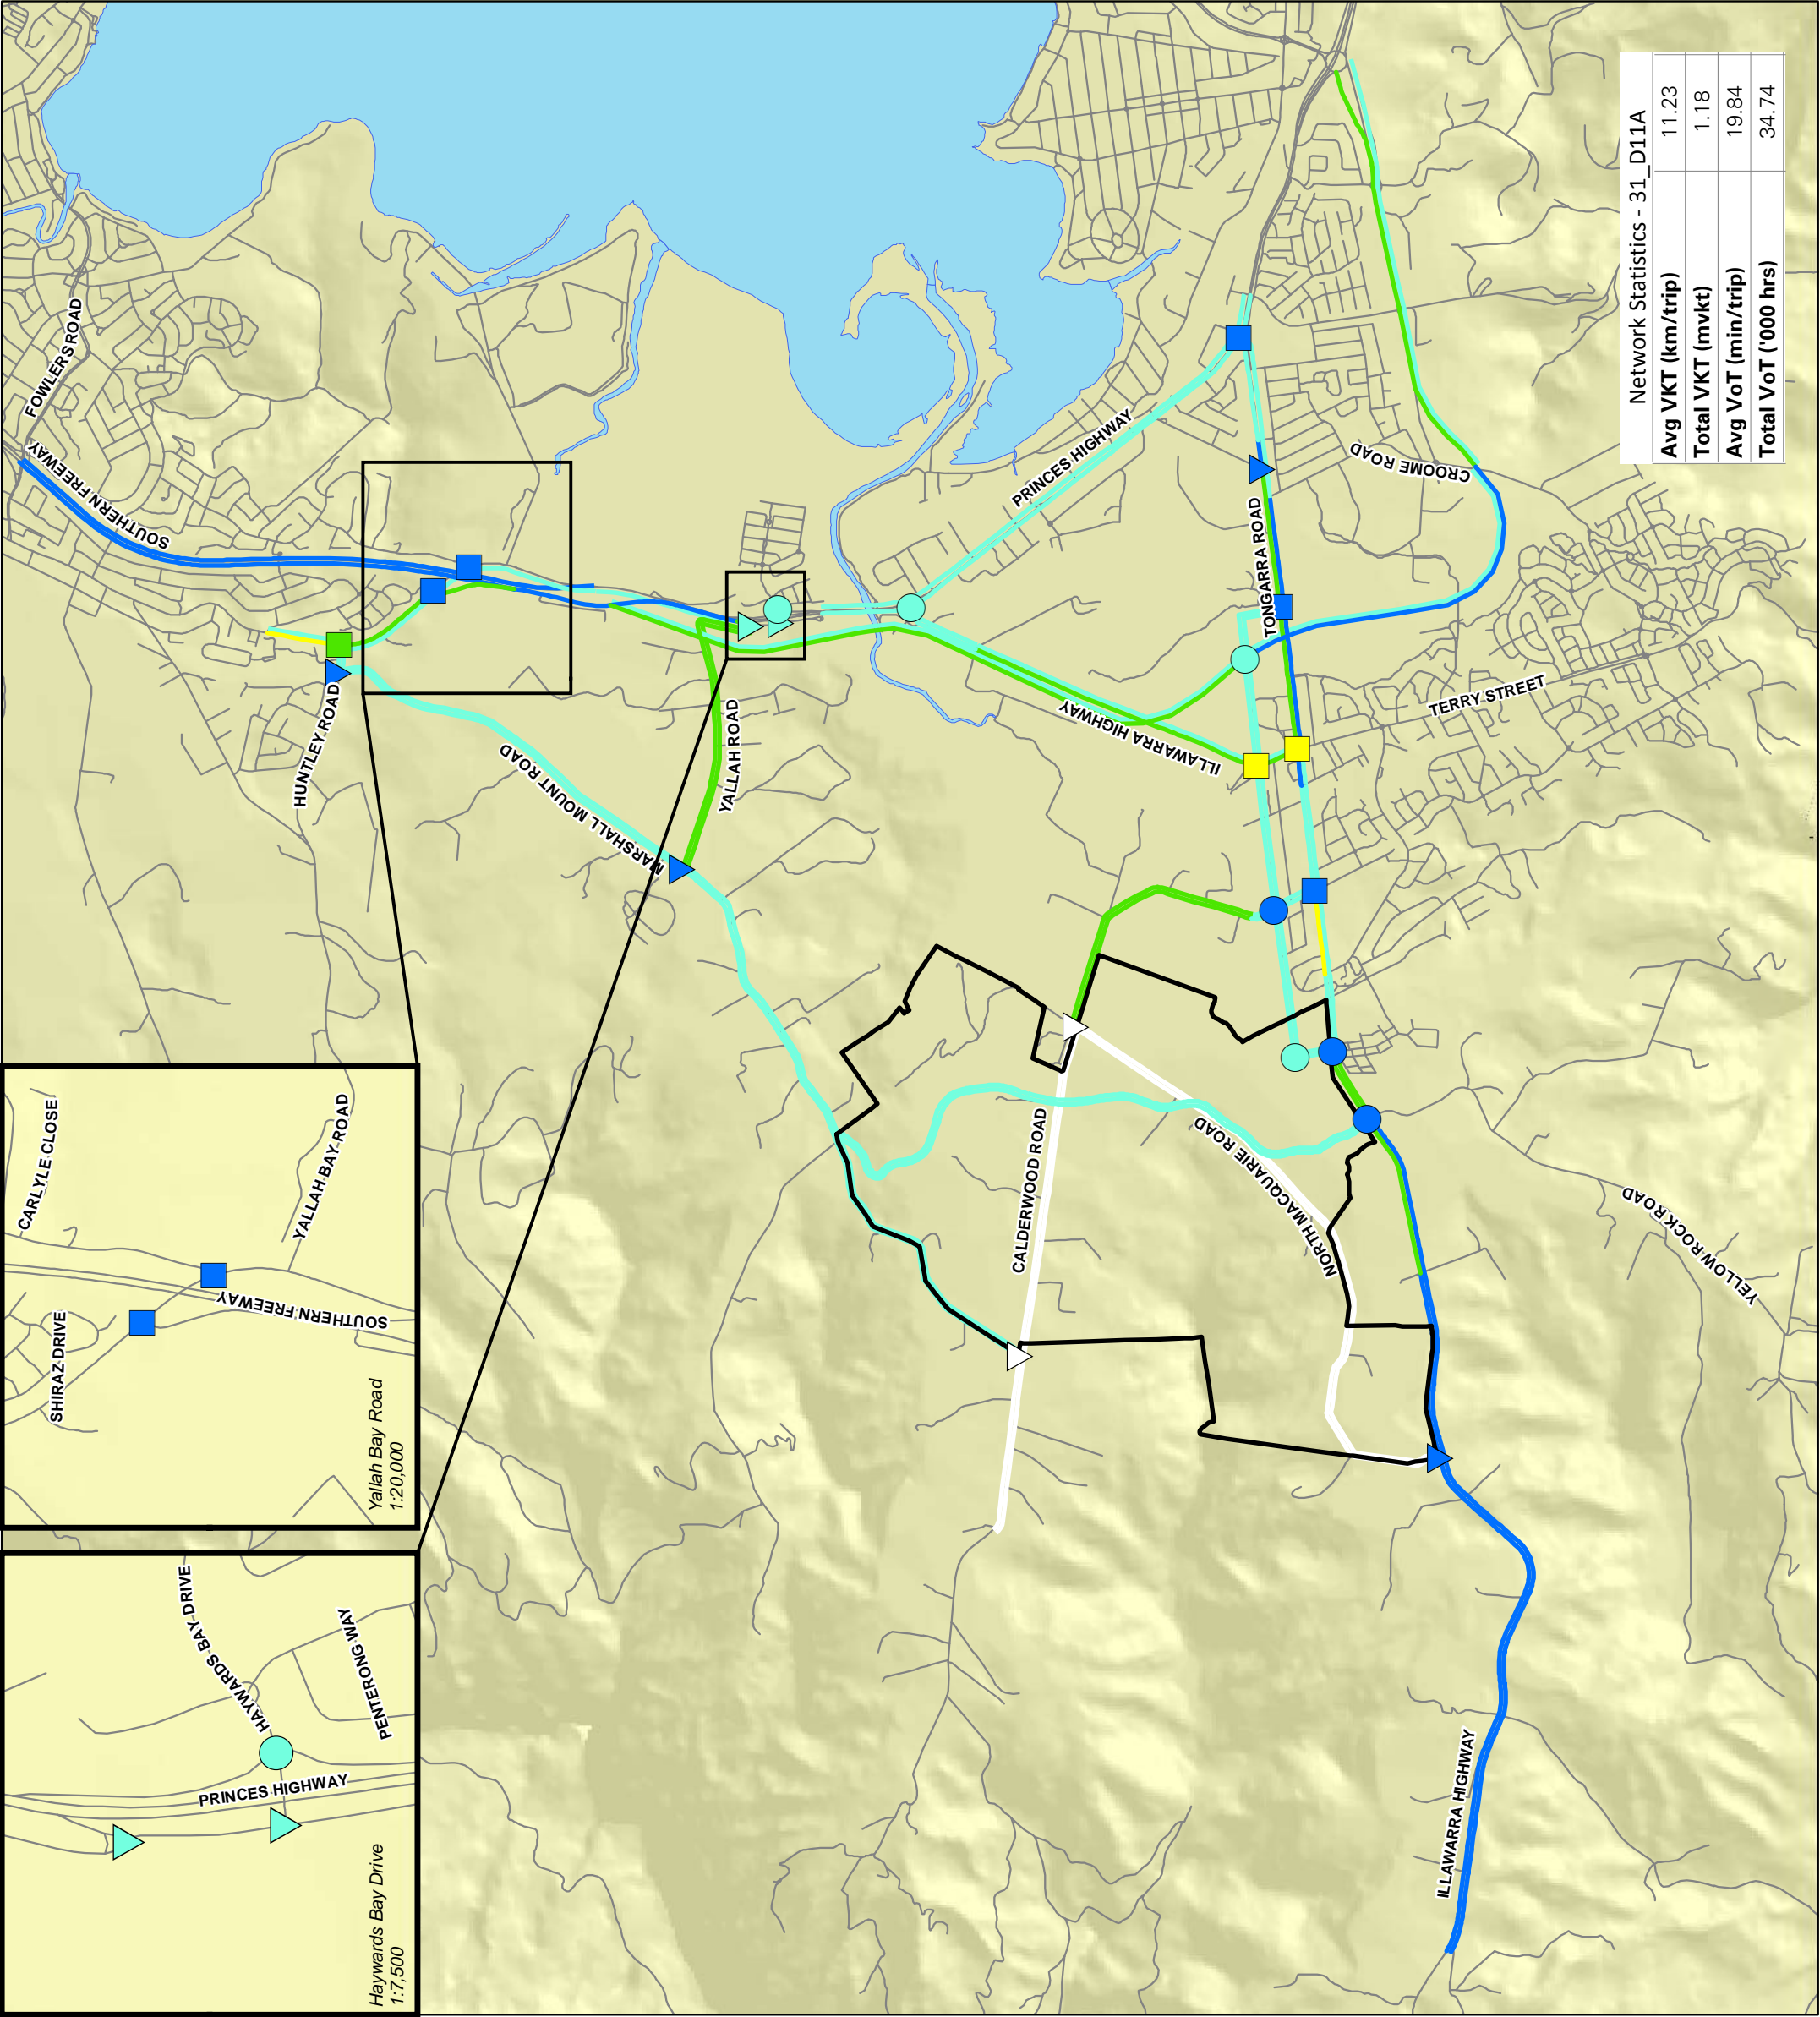 CARLYLE CLOSE
SHIRAZ DRIVE
YALLAH BAY ROAD
SOUTHERN FREEWAY
Yallah Bay Road
1:20,000
HAYWARDS BAY DRIVE
PENTERONG WAY
PRINCES HIGHWAY
Haywards Bay Drive
1:7,500
FOWLERS ROAD
SOUTHERN FREEWAY
HUNTLEY ROAD
MARSHALL MOUNT ROAD
YALLAH ROAD
PRINCES HIGHWAY
ILLAWARRA HIGHWAY
TONGARRA ROAD
CROOME ROAD
TERRY STREET
CALDERWOOD ROAD
NORTH MACQUARIE ROAD
YELLOW ROCK ROAD
ILLAWARRA HIGHWAY
Network Statistics - 31_D11A
Avg VKT (km/trip) 11.23
Total VKT (mvkt) 1.18
Avg VoT (min/trip) 19.84
Total VoT ('000 hrs) 34.74